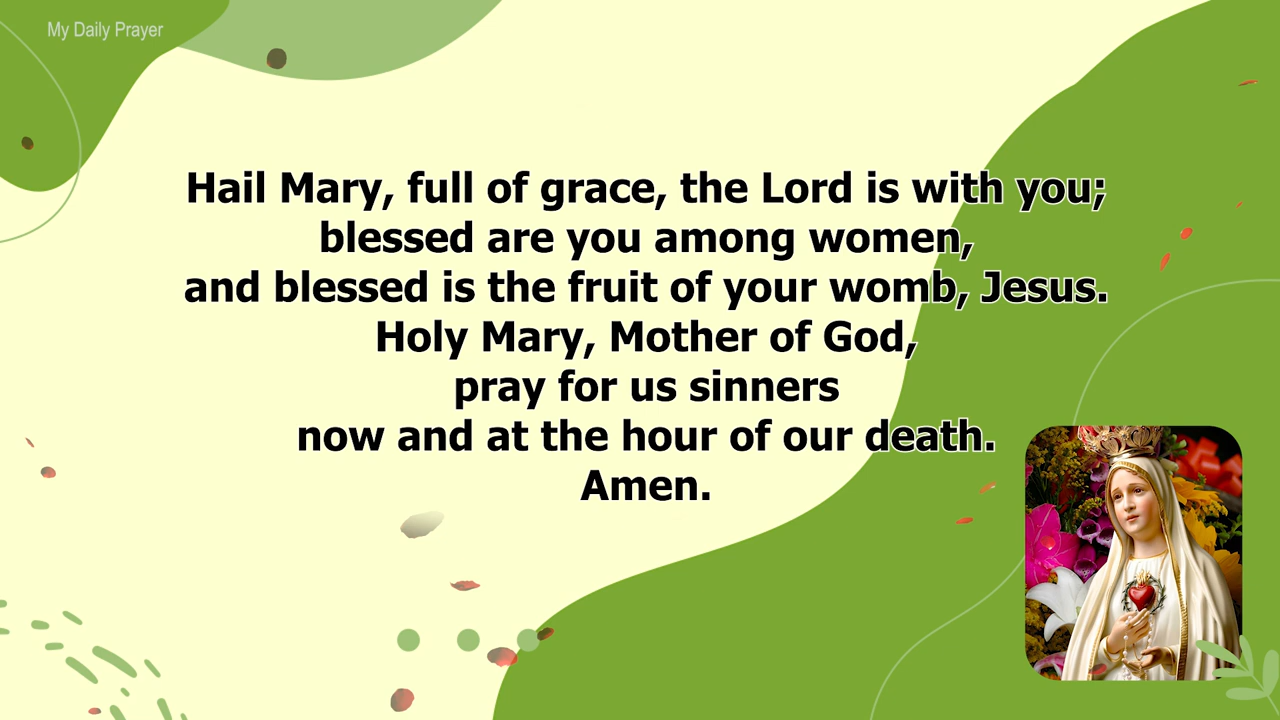 My Daily Prayer
Hail Mary, full of grace, the Lord is with you;
blessed are you among women,
and blessed is the fruit of your womb, Jesus.
Holy Mary, Mother of God,
pray for us sinners
now and at the hour of our death.
Amen.